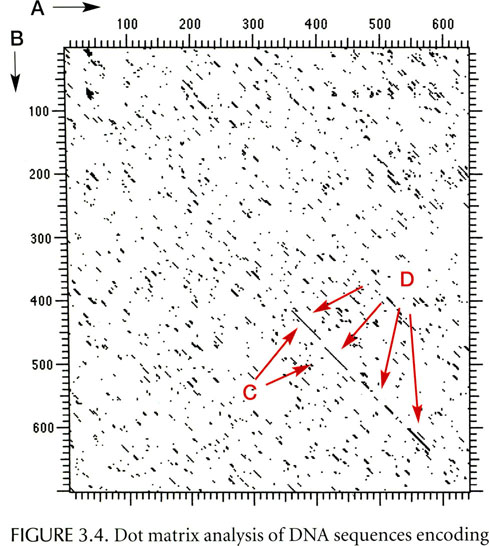 A
100 200 300 400 500 600
B
100
200
300
D
400
500
C
600
FIGURE 3.4. Dot matrix analysis of DNA sequences encoding